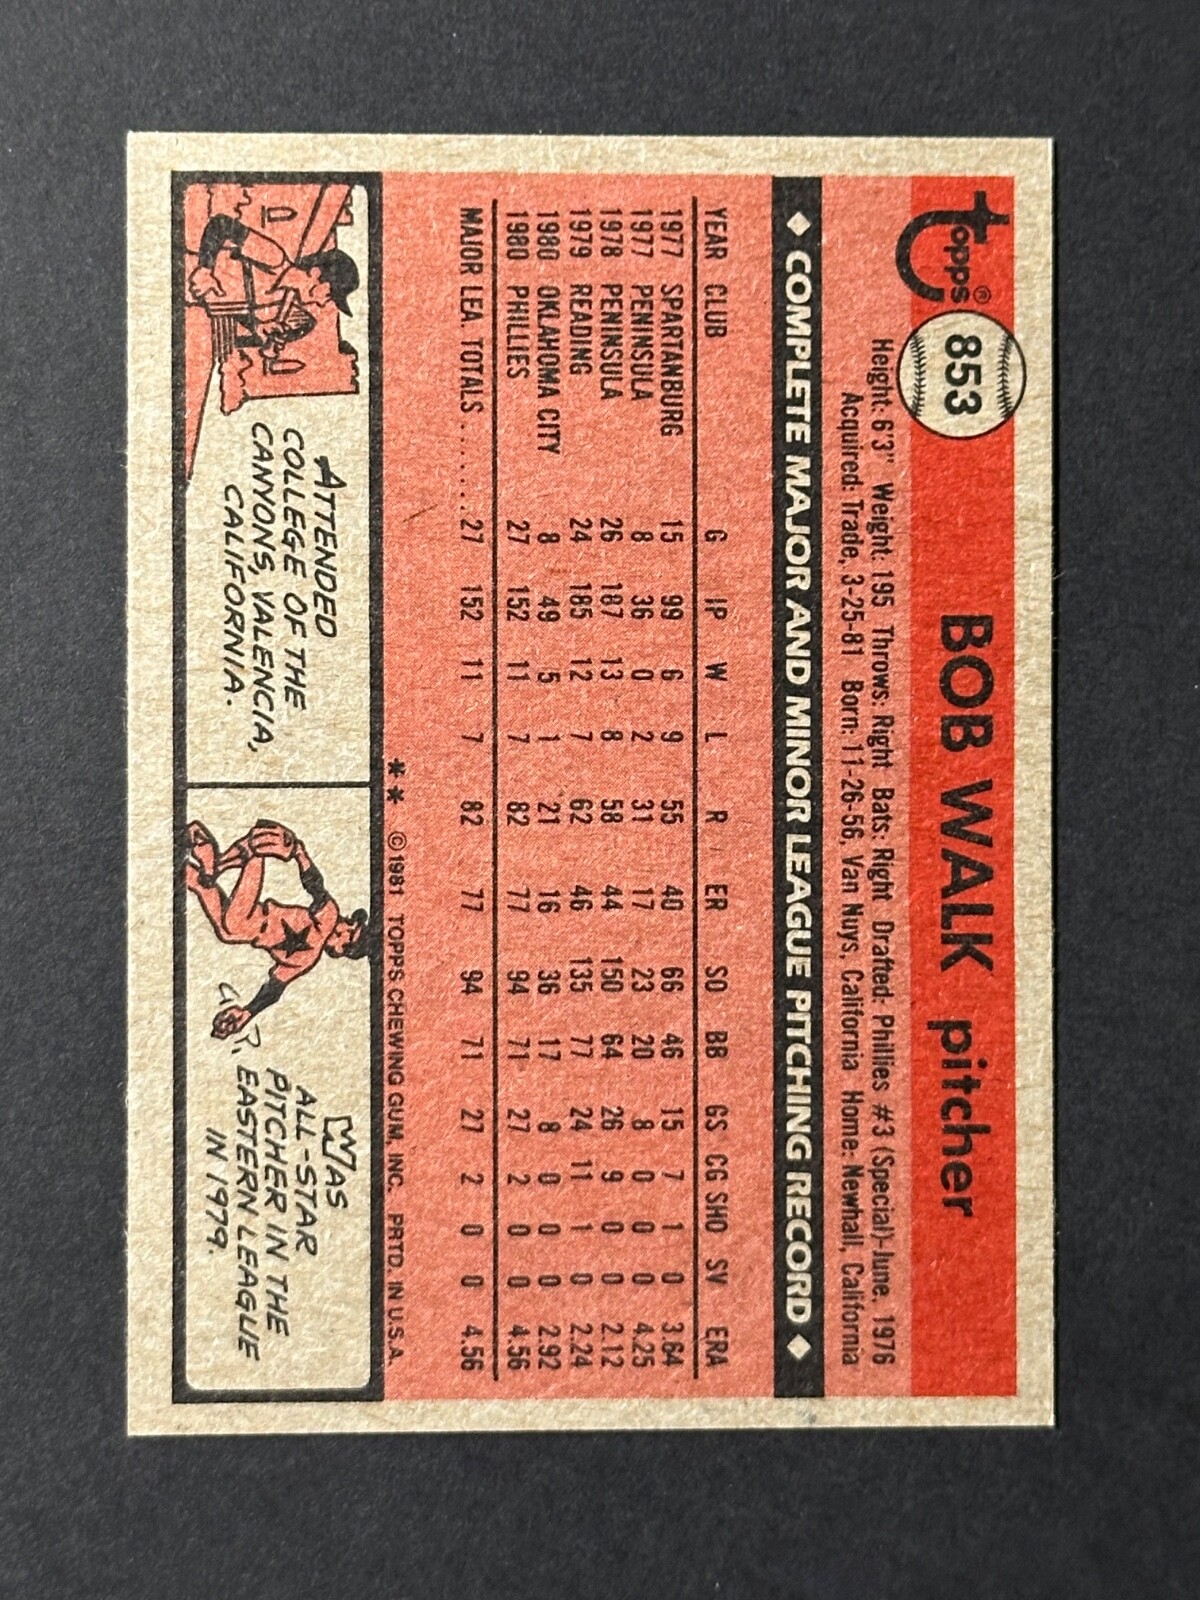 topps®
853
BOB WALK pitcher
Height: 6'3" Weight: 195 Throws: Right Bats: Right Drafted: Phillies #3 (Special)-June, 1976
Acquired: Trade, 3-25-81 Born: 11-26-56, Van Nuys, California Home: Newhall, California
◆ COMPLETE MAJOR AND MINOR LEAGUE PITCHING RECORD ◆
YEAR CLUB G IP W L R ER SO BB GS CG SHO SV ERA
1977 SPARTANBURG 15 99 6 9 55 40 66 46 15 7 1 0 3.64
1977 PENINSULA 8 36 0 2 31 17 23 20 8 0 0 0 4.25
1978 PENINSULA 26 187 13 8 58 44 150 64 26 9 0 0 2.12
1979 READING 24 185 12 7 62 46 135 77 24 11 1 0 2.24
1980 OKLAHOMA CITY 8 49 5 1 21 16 36 17 8 0 0 0 2.92
1980 PHILLIES 27 152 11 7 82 77 94 71 27 2 0 0 4.56
MAJOR LEA. TOTALS....... 27 152 11 7 82 77 94 71 27 2 0 0 4.56
** © 1981 TOPPS CHEWING GUM, INC. PRTD. IN U.S.A.
ATTENDED
COLLEGE OF THE
CANYONS, VALENCIA,
CALIFORNIA.
WAS
ALL-STAR
PITCHER IN THE
EASTERN LEAGUE
IN 1979.